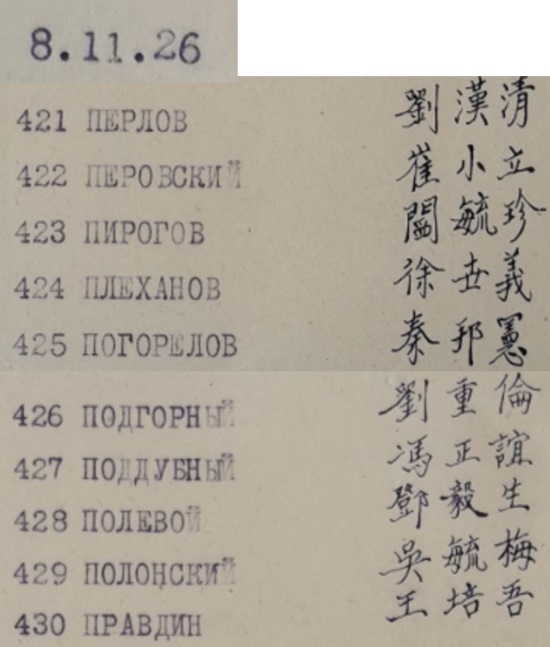 8.11.26
421 ПЕРЛОВ 劉漢清
422 ПЕРОВСКИЙ 崔小立
423 ПИРОГОВ 闔毓珍
424 ПЛЕХАНОВ 徐世義
425 ПОГОРЕЛОВ 秦邦憲
426 ПОДГОРНЫЙ 劉重倫
427 ПОДДУБНЫЙ 馮正誼
428 ПОЛЕВОЙ 鄧毅生
429 ПОЛОНСКИЙ 吳毓梅
430 ПРАВДИН 王培吾